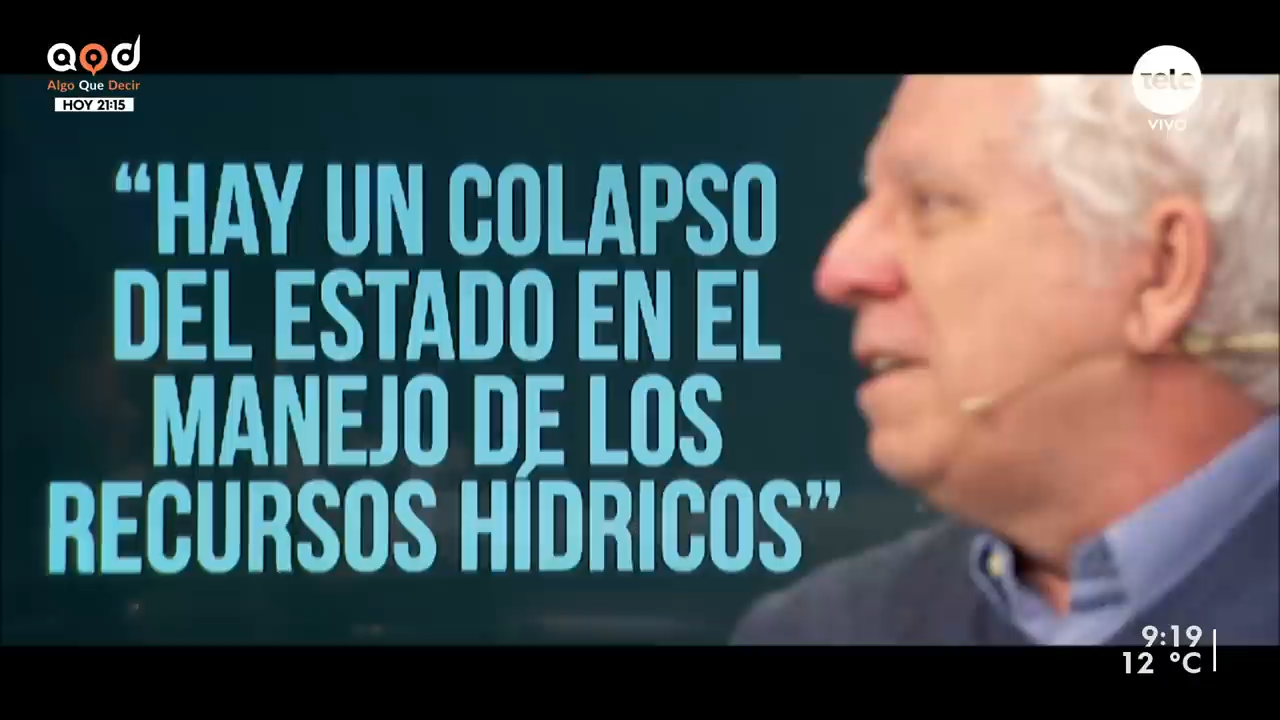 aqd
Algo Que Decir
HOY 21:15
tele
VIVO
“HAY UN COLAPSO
DEL ESTADO EN EL
MANEJO DE LOS
RECURSOS HÍDRICOS”
9:19
12 °C